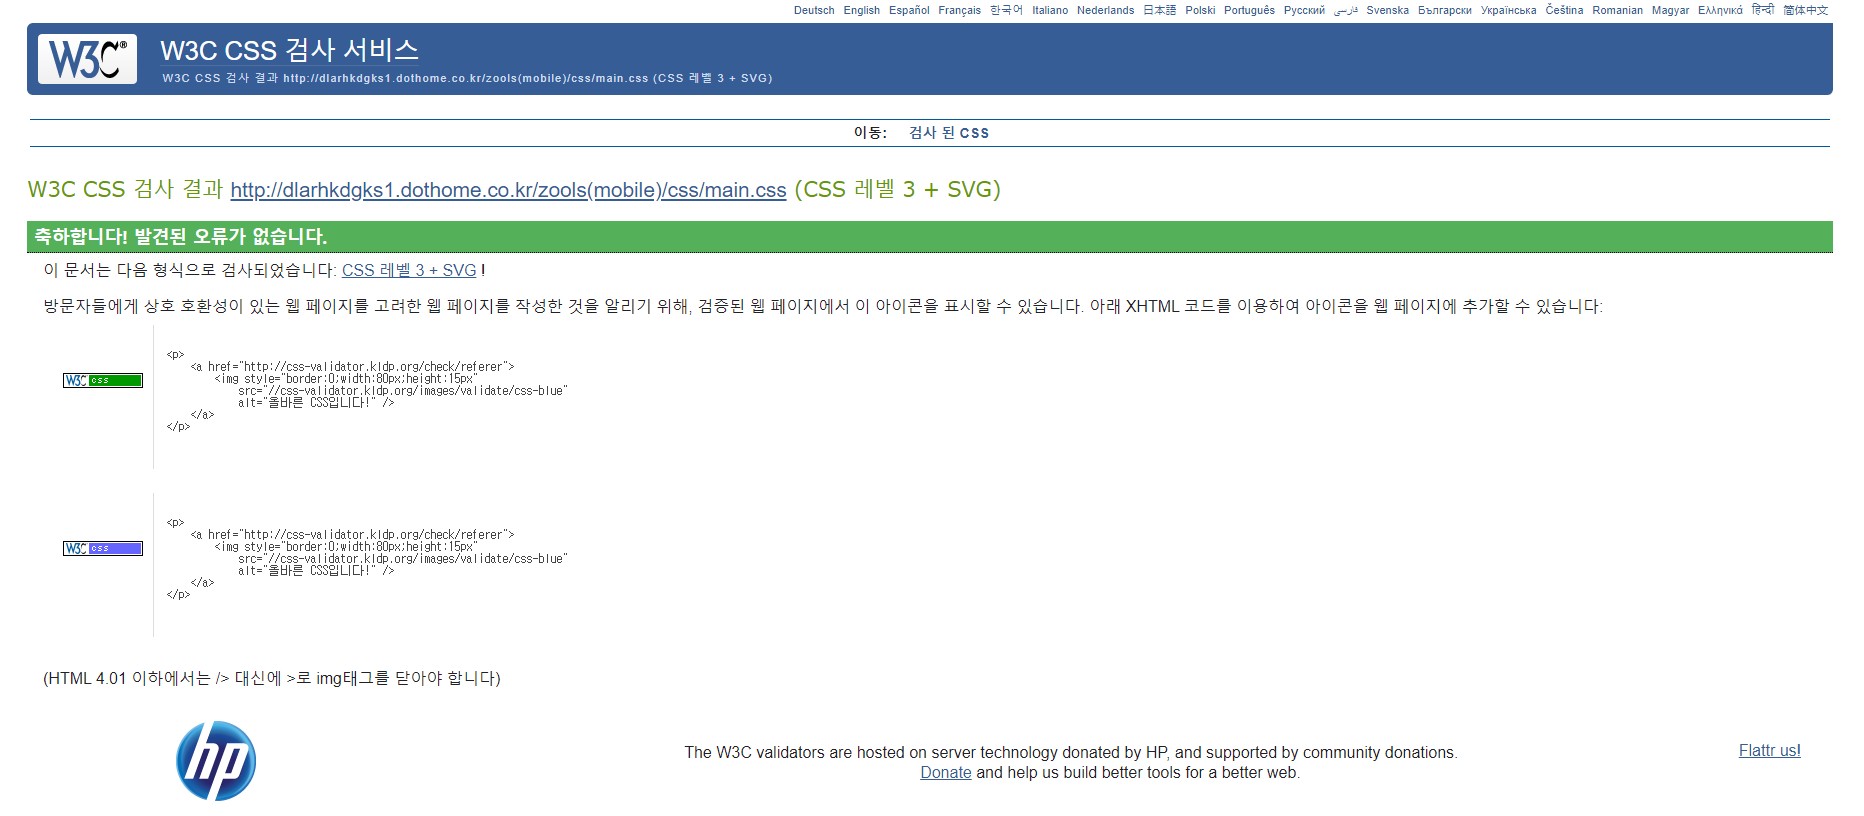 Deutsch English Español Français 한국어 Italiano Nederlands 日本語 Polski Português Русский فارسی Svenska Български Українська Čeština Romanian Magyar Ελληνικά हिन्दी 简体中文
W3C®
W3C CSS 검사 서비스
W3C CSS 검사 결과 http://dlarhkdgks1.dothome.co.kr/zools(mobile)/css/main.css (CSS 레벨 3 + SVG)
이동: 검사 된 CSS
W3C CSS 검사 결과 http://dlarhkdgks1.dothome.co.kr/zools(mobile)/css/main.css (CSS 레벨 3 + SVG)
축하합니다! 발견된 오류가 없습니다.
이 문서는 다음 형식으로 검사되었습니다: CSS 레벨 3 + SVG !
방문자들에게 상호 호환성이 있는 웹 페이지를 고려한 웹 페이지를 작성한 것을 알리기 위해, 검증된 웹 페이지에서 이 아이콘을 표시할 수 있습니다. 아래 XHTML 코드를 이용하여 아이콘을 웹 페이지에 추가할 수 있습니다:
W3C css
<p>
<a href="http://css-validator.kldp.org/check/referer">
<img style="border:0;width:80px;height:15px"
src="//css-validator.kldp.org/images/validate/css-blue"
alt="올바른 CSS입니다!" />
</a>
</p>
W3C css
<p>
<a href="http://css-validator.kldp.org/check/referer">
<img style="border:0;width:80px;height:15px"
src="//css-validator.kldp.org/images/validate/css-blue"
alt="올바른 CSS입니다!" />
</a>
</p>
(HTML 4.01 이하에서는 /> 대신에 >로 img태그를 닫아야 합니다)
hp
The W3C validators are hosted on server technology donated by HP, and supported by community donations.
Donate and help us build better tools for a better web.
Flattr us!